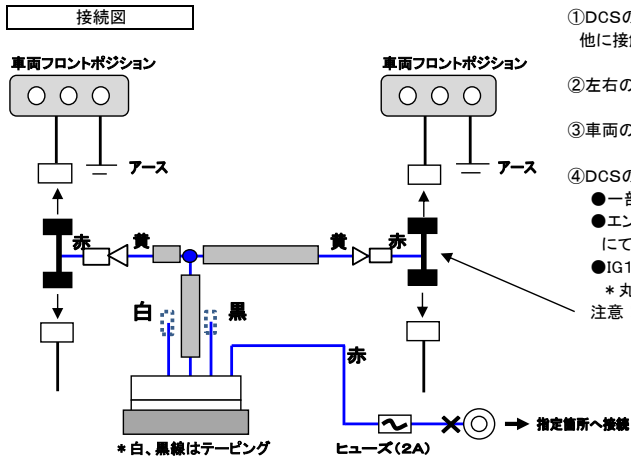 接続図
車両フロントポジション
車両フロントポジション
アース
アース
赤
黄
黄
赤
白
黒
赤
*白、黒線はテーピング
ヒューズ(2A)
指定箇所へ接続
①DCSの
他に接
②左右の
③車両の
④DCSの
●一部
●エン
にて
●IG1
*丸
注意